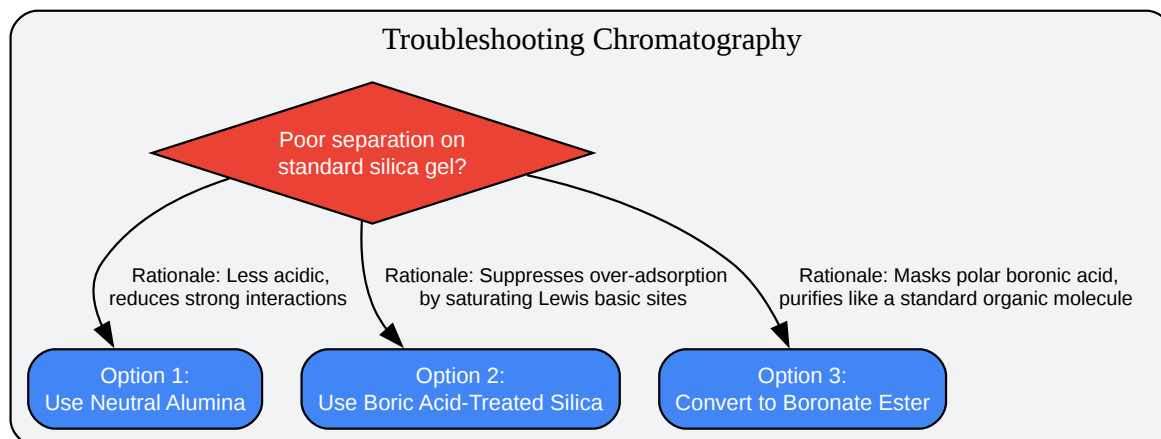 Troubleshooting Chromatography
Poor separation on
standard silica gel?
Rationale: Less acidic,
reduces strong interactions
Rationale: Suppresses over-adsorption
by saturating Lewis basic sites
Rationale: Masks polar boronic acid,
purifies like a standard organic molecule
Option 1:
Use Neutral Alumina
Option 2:
Use Boric Acid-Treated Silica
Option 3:
Convert to Boronate Ester